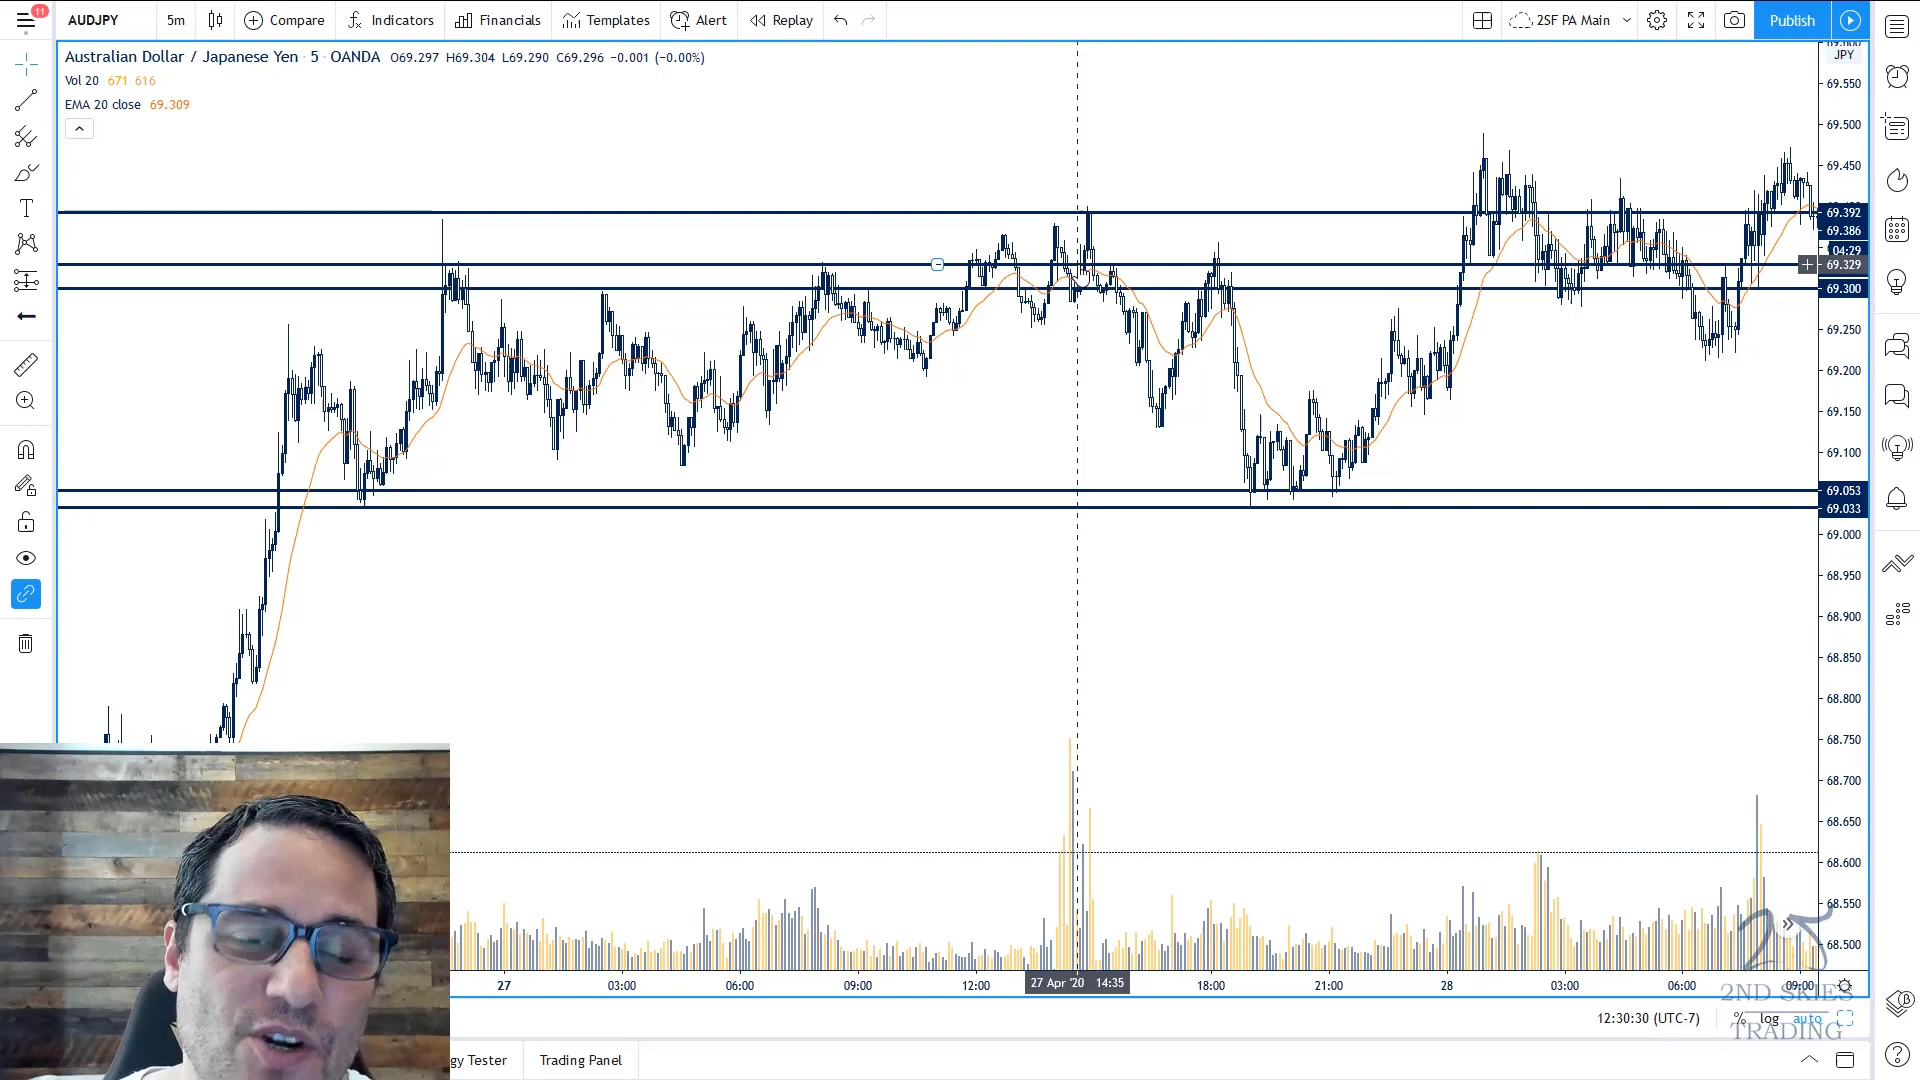 11
AUDJPY 5m Compare Indicators Financials Templates Alert Replay 2SF PA Main Publish
Australian Dollar / Japanese Yen · 5 · OANDA O69.297 H69.304 L69.290 C69.296 −0.001 (−0.00%)
Vol 20 671 616
EMA 20 close 69.309
JPY
69.550
69.500
69.450
69.392
69.386
04:29
69.329
69.300
69.250
69.200
69.150
69.100
69.053
69.033
69.000
68.950
68.900
68.850
68.800
68.750
68.700
68.650
68.600
68.550
68.500
27 03:00 06:00 09:00 12:00 27 Apr '20 14:35 18:00 21:00 28 03:00 06:00 09:00
2ND SKIES
TRADING
12:30:30 (UTC-7) % log auto
gy Tester Trading Panel